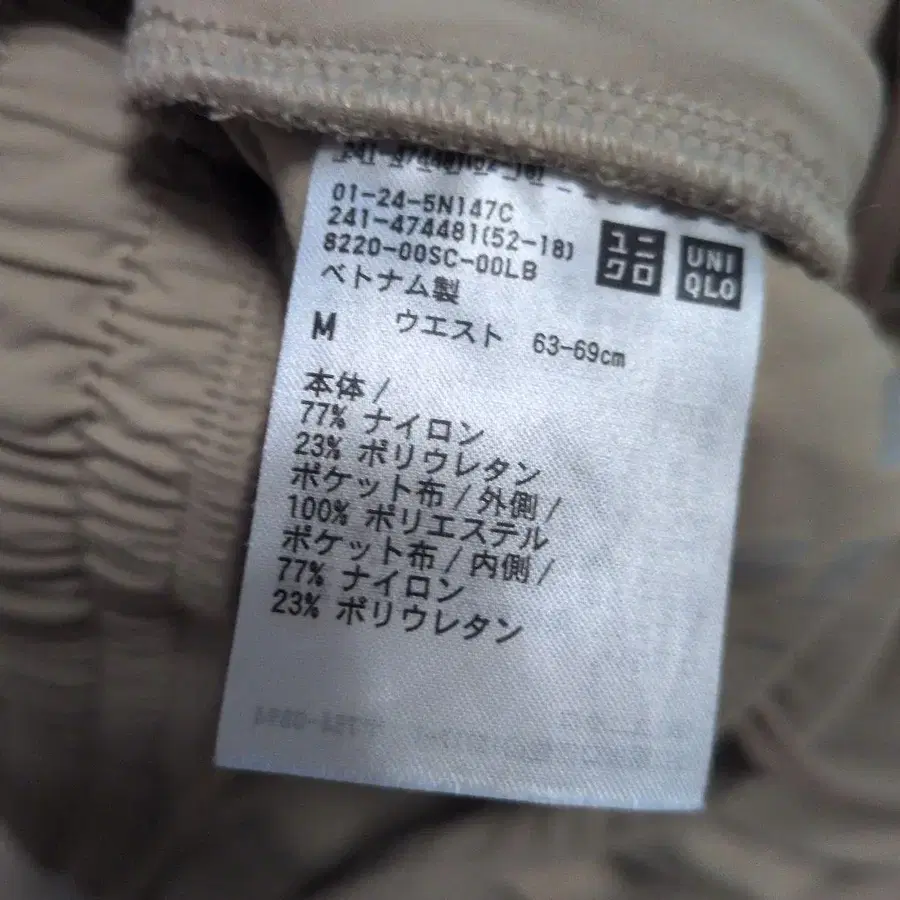 01-24-5N147C
241-474481(52-18)
8220-00SC-00LB
ベトナム製
ユニ
クロ
UNI
QLO
M ウエスト 63-69cm
本体 /
77% ナイロン
23% ポリウレタン
ポケット布 / 外側 /
100% ポリエステル
ポケット布 / 内側 /
77% ナイロン
23% ポリウレタン